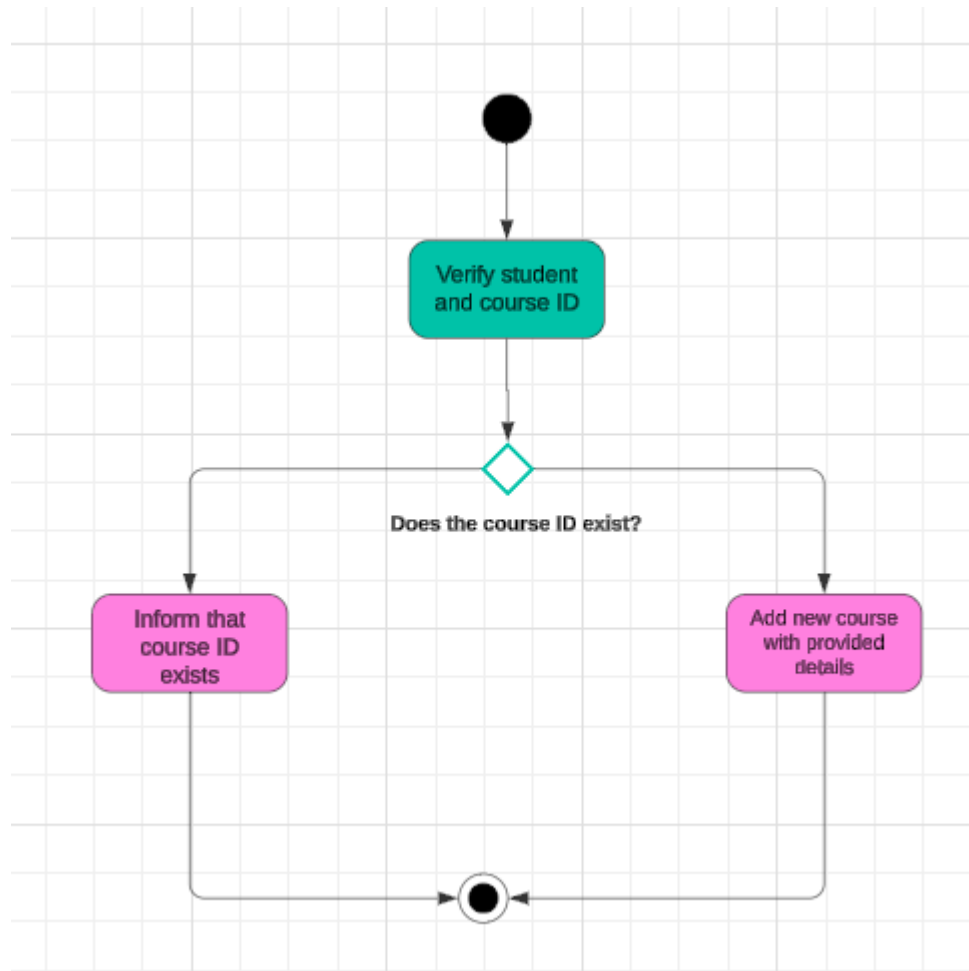 Verify student
and course ID
Does the course ID exist?
Inform that
course ID
exists
Add new course
with provided
details